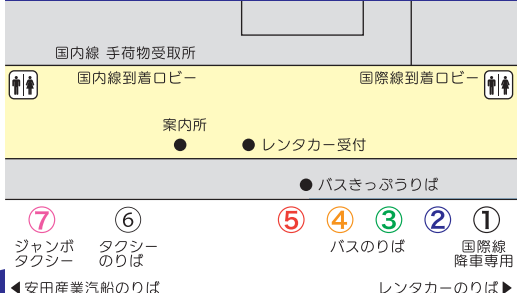 国内線 手荷物受取所
国内線到着ロビー
国際線到着ロビー
案内所
レンタカー受付
バスきっぷうりば
⑦ ⑥ ⑤ ④ ③ ② ①
ジャンボ
タクシー
タクシー
のりば
バスのりば
国際線
降車専用
◀安田産業汽船のりば
レンタカーのりば▶